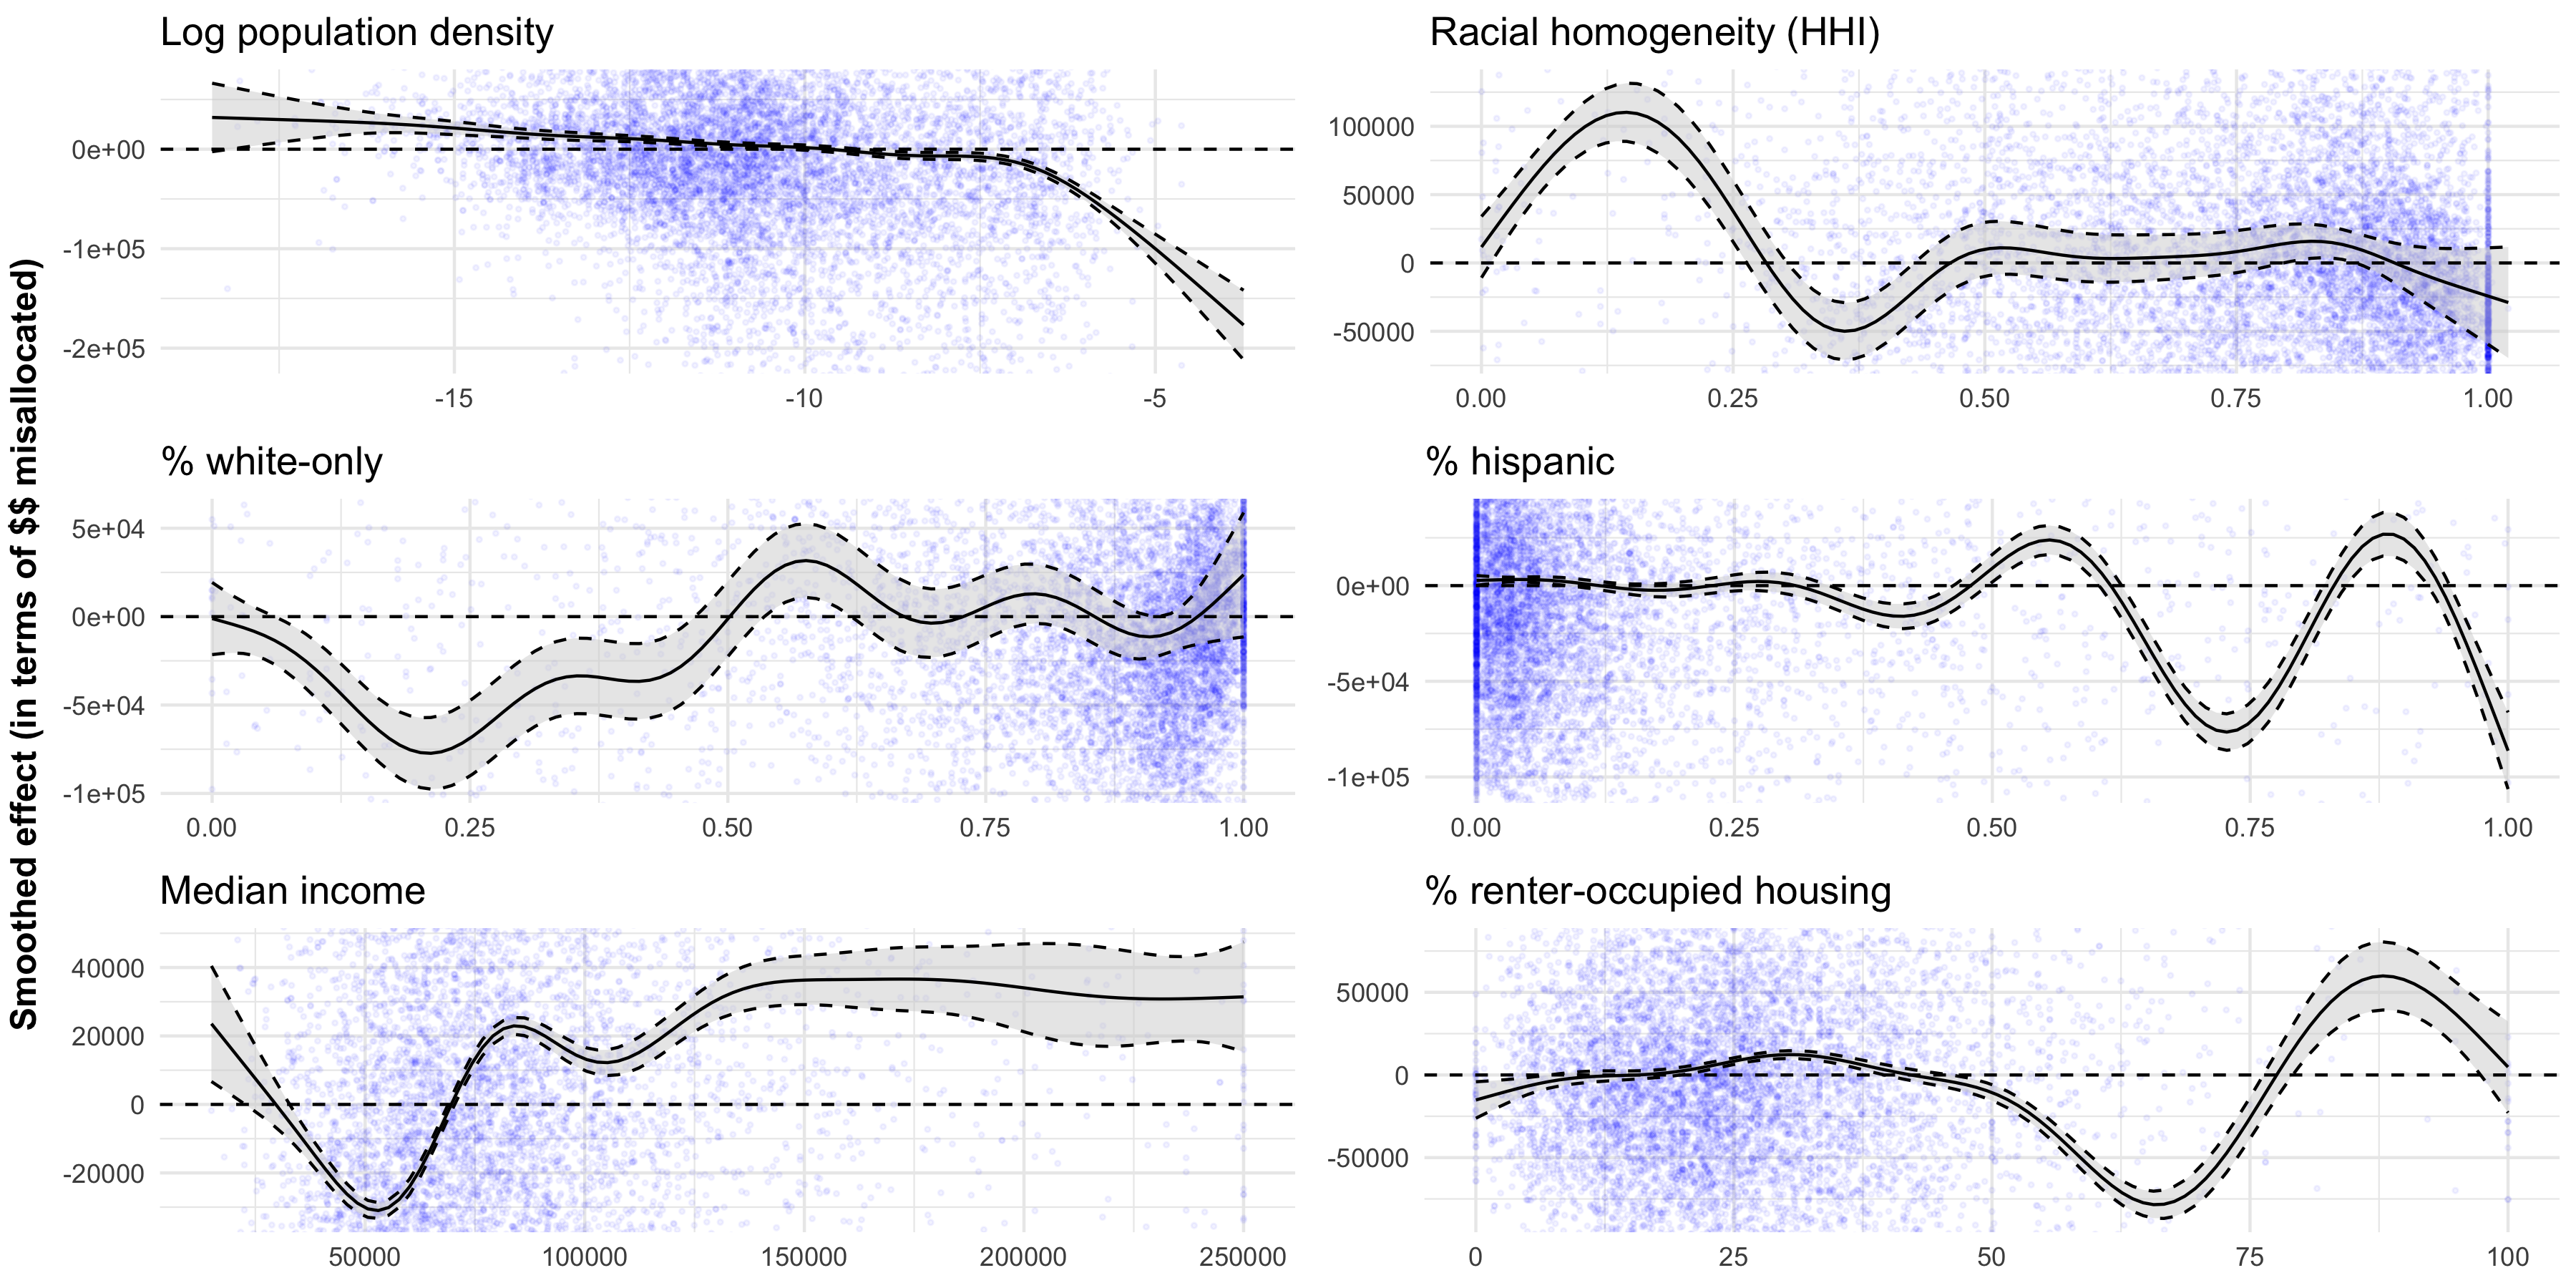 Smoothed effect (in terms of $$ misallocated)
Log population density
0e+00
-1e+05
-2e+05
-15 -10 -5
Racial homogeneity (HHI)
100000
50000
0
-50000
0.00 0.25 0.50 0.75 1.00
% white-only
5e+04
0e+00
-5e+04
-1e+05
0.00 0.25 0.50 0.75 1.00
% hispanic
0e+00
-5e+04
-1e+05
0.00 0.25 0.50 0.75 1.00
Median income
40000
20000
0
-20000
50000 100000 150000 200000 250000
% renter-occupied housing
50000
0
-50000
0 25 50 75 100